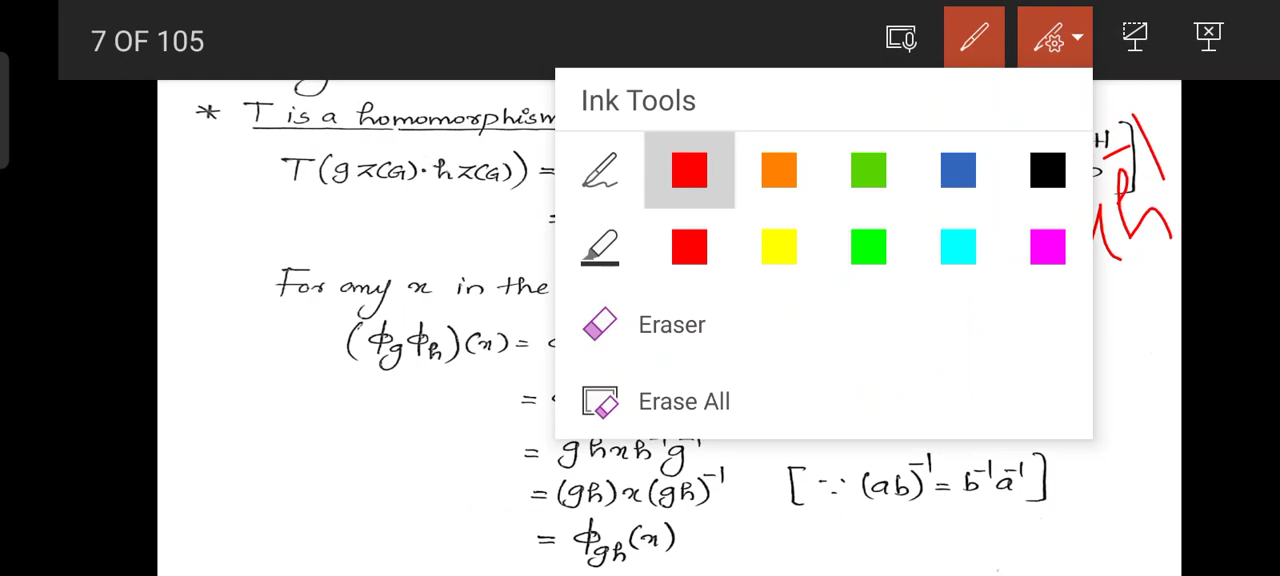 7 OF 105
Ink Tools
* T is a homomorphism
T(gZ(G)·hZ(G)) =
=
For any x in the
(ϕgϕh)(x) =
=
Eraser
Erase All
= ghxh⁻¹g⁻¹
= (gh)x(gh)⁻¹ [∵ (ab)⁻¹ = b⁻¹a⁻¹]
= ϕgh(x)